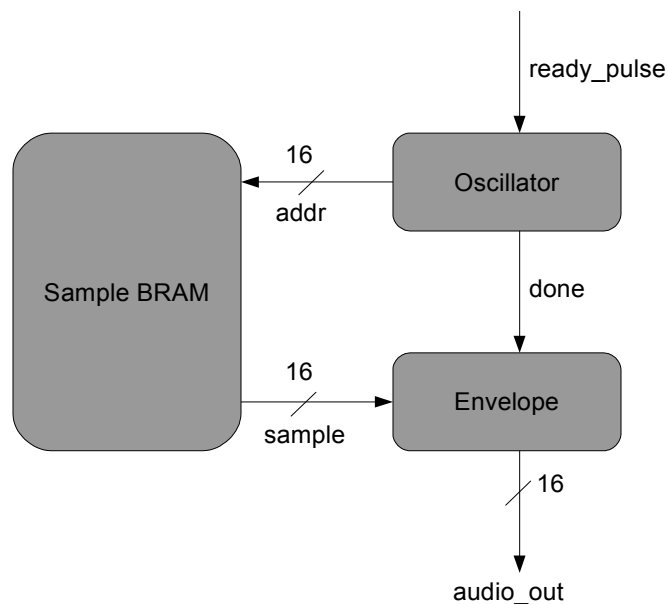 ready_pulse
16
Oscillator
addr
Sample BRAM
done
16
Envelope
sample
16
audio_out